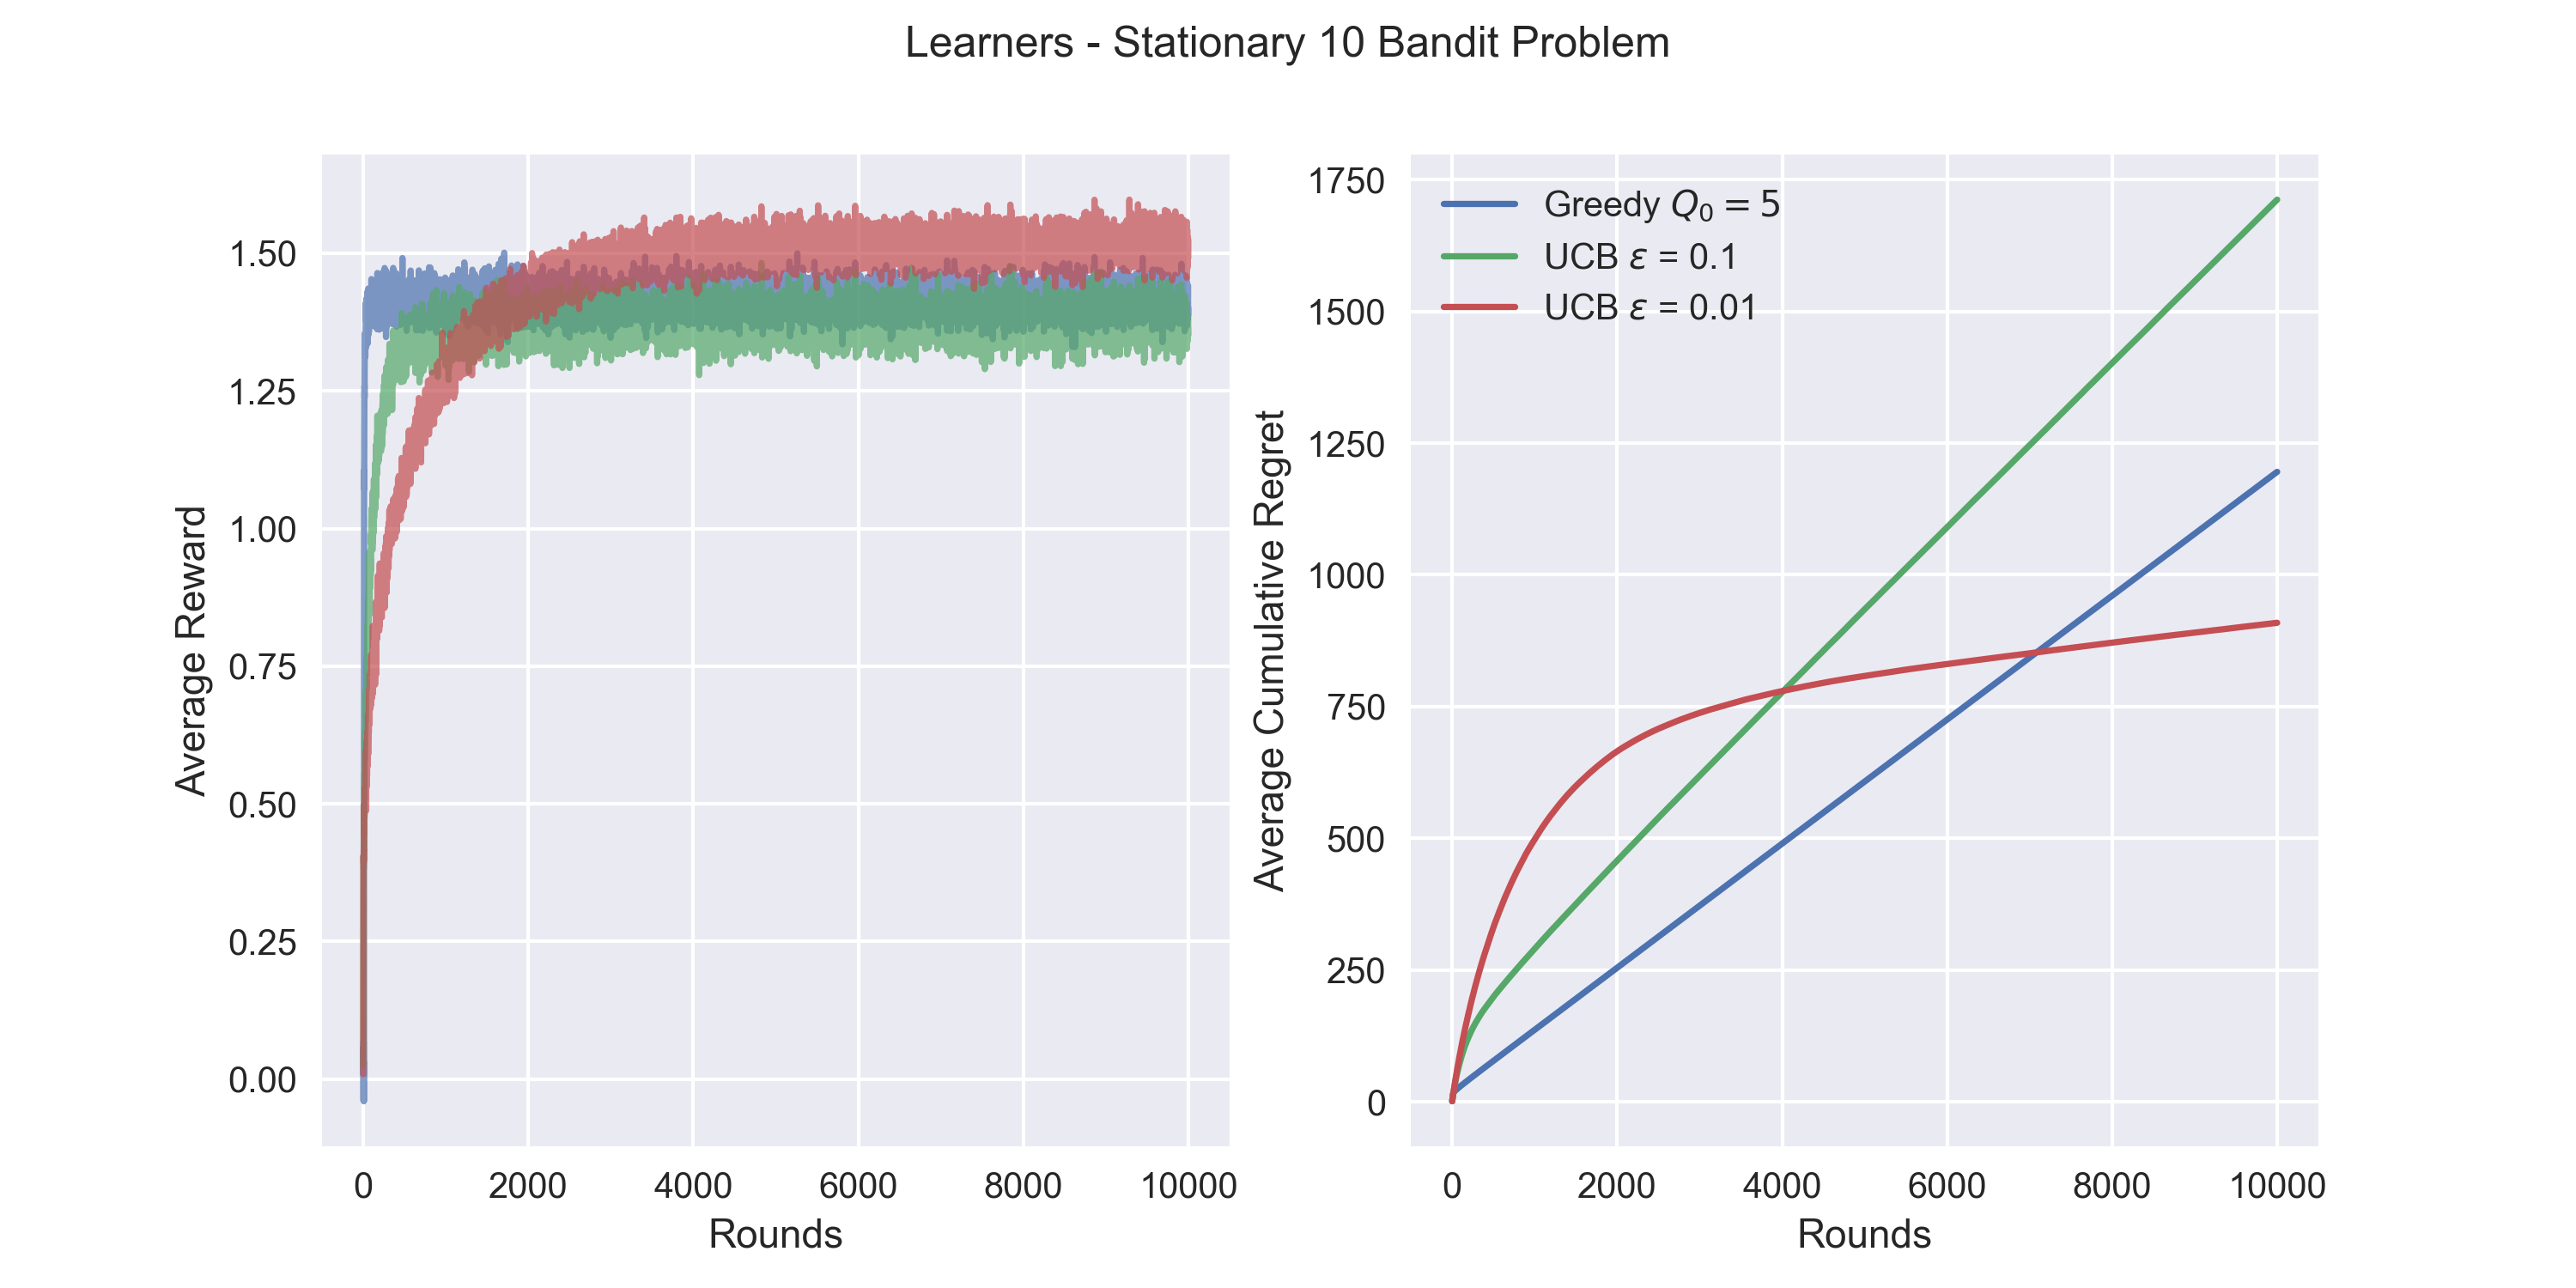 Learners - Stationary 10 Bandit Problem
Average Reward
1.50
1.25
1.00
0.75
0.50
0.25
0.00
0 2000 4000 6000 8000 10000
Rounds
Average Cumulative Regret
1750
1500
1250
1000
750
500
250
0
Greedy Q₀ = 5
UCB ε = 0.1
UCB ε = 0.01
0 2000 4000 6000 8000 10000
Rounds